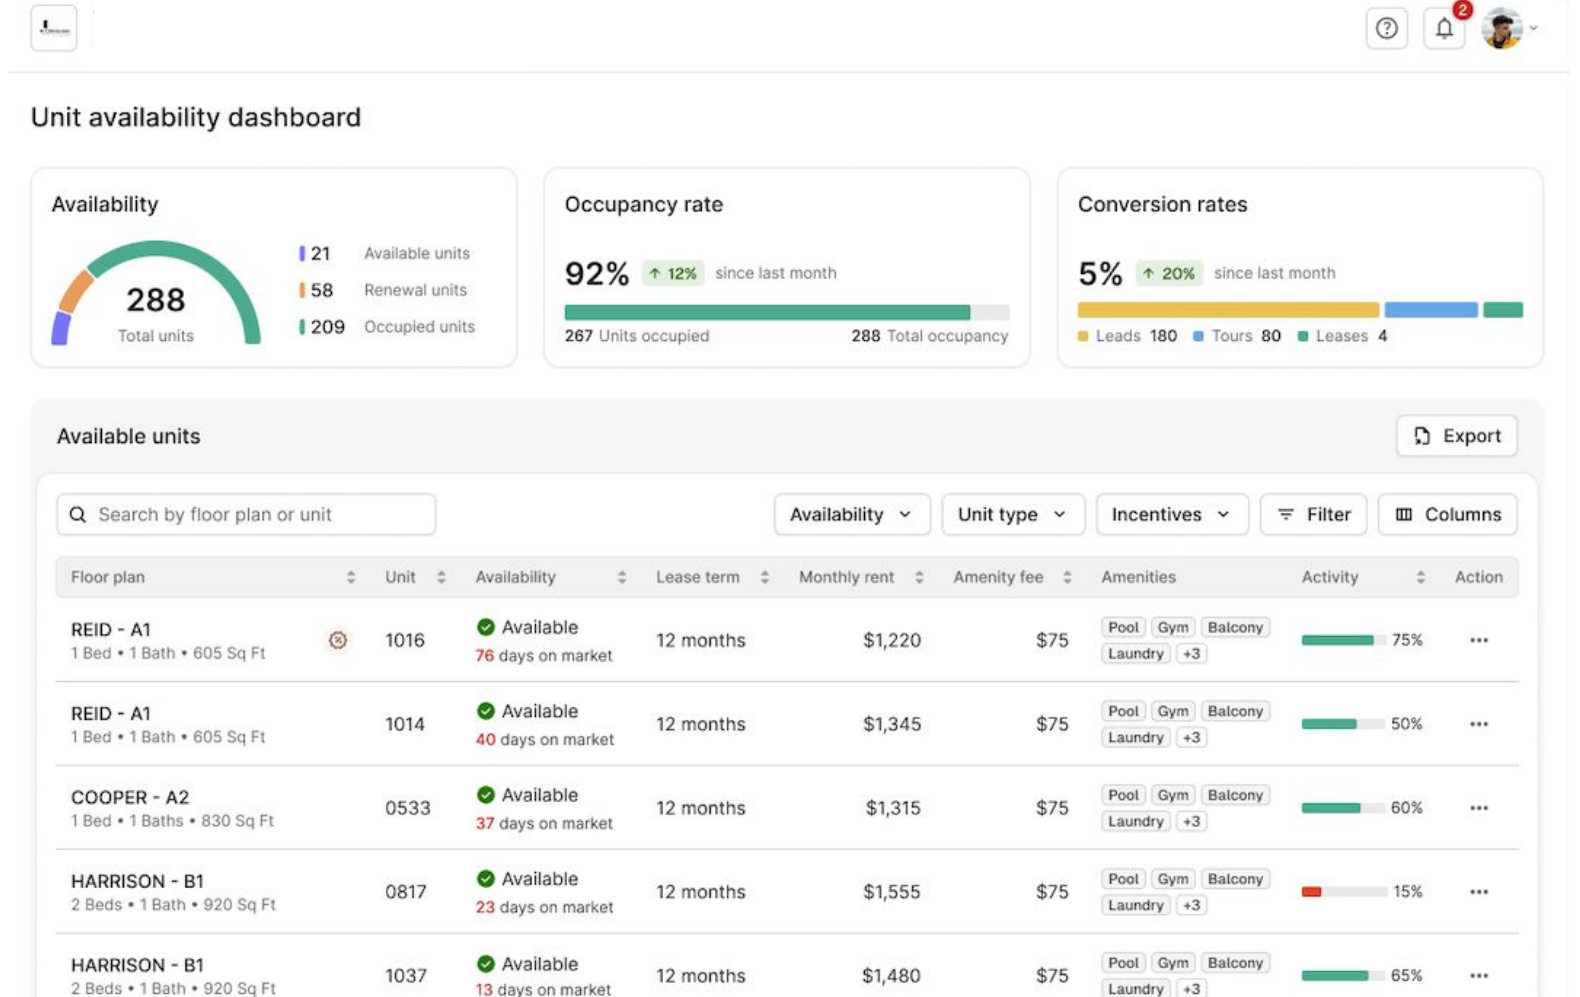 2
Unit availability dashboard
Availability
288
Total units
21 Available units
58 Renewal units
209 Occupied units
Occupancy rate
92% ↑ 12% since last month
267 Units occupied 288 Total occupancy
Conversion rates
5% ↑ 20% since last month
Leads 180 Tours 80 Leases 4
Available units
Export
Search by floor plan or unit
Availability Unit type Incentives Filter Columns
Floor plan Unit Availability Lease term Monthly rent Amenity fee Amenities Activity Action
REID - A1
1 Bed • 1 Bath • 605 Sq Ft
1016
Available
76 days on market
12 months
$1,220
$75
Pool Gym Balcony
Laundry +3
75%
REID - A1
1 Bed • 1 Bath • 605 Sq Ft
1014
Available
40 days on market
12 months
$1,345
$75
Pool Gym Balcony
Laundry +3
50%
COOPER - A2
1 Bed • 1 Baths • 830 Sq Ft
0533
Available
37 days on market
12 months
$1,315
$75
Pool Gym Balcony
Laundry +3
60%
HARRISON - B1
2 Beds • 1 Bath • 920 Sq Ft
0817
Available
23 days on market
12 months
$1,555
$75
Pool Gym Balcony
Laundry +3
15%
HARRISON - B1
2 Beds • 1 Bath • 920 Sq Ft
1037
Available
13 days on market
12 months
$1,480
$75
Pool Gym Balcony
Laundry +3
65%